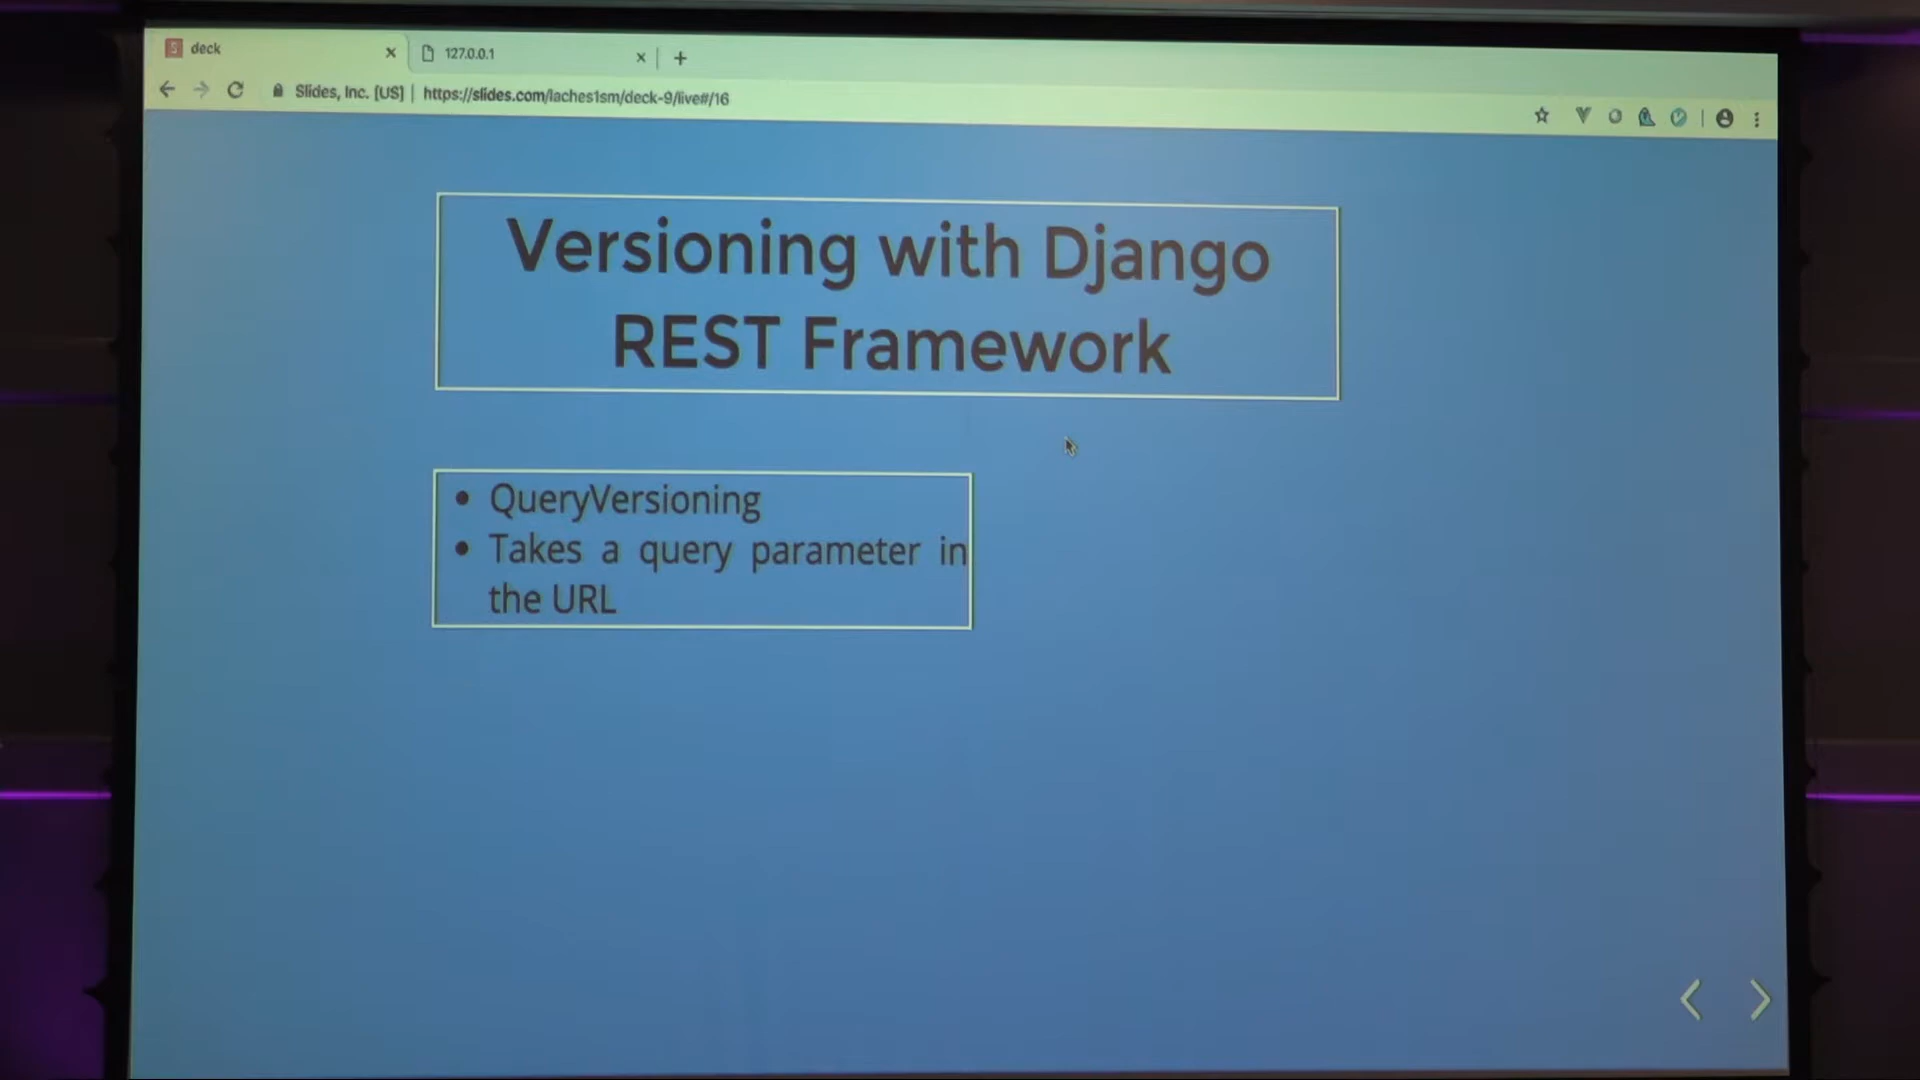 deck
127.0.0.1
Slides, Inc. [US] | https://slides.com/laches1sm/deck-9/live#/16
Versioning with Django
REST Framework
• QueryVersioning
• Takes a query parameter in
the URL